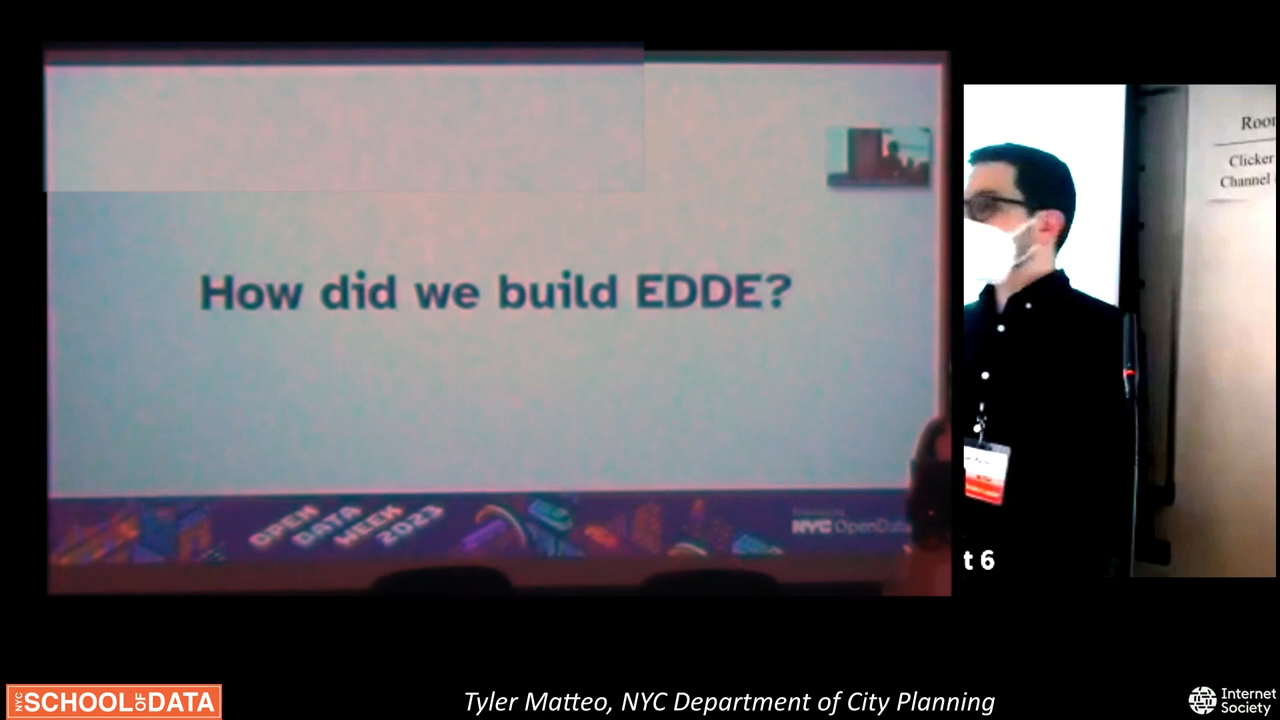 How did we build EDDE?
OPEN
DATA
WEEK
2023
NYC OpenData
Clicker
Channel
t 6
NYC SCHOOL OF DATA
Tyler Matteo, NYC Department of City Planning
Internet
Society